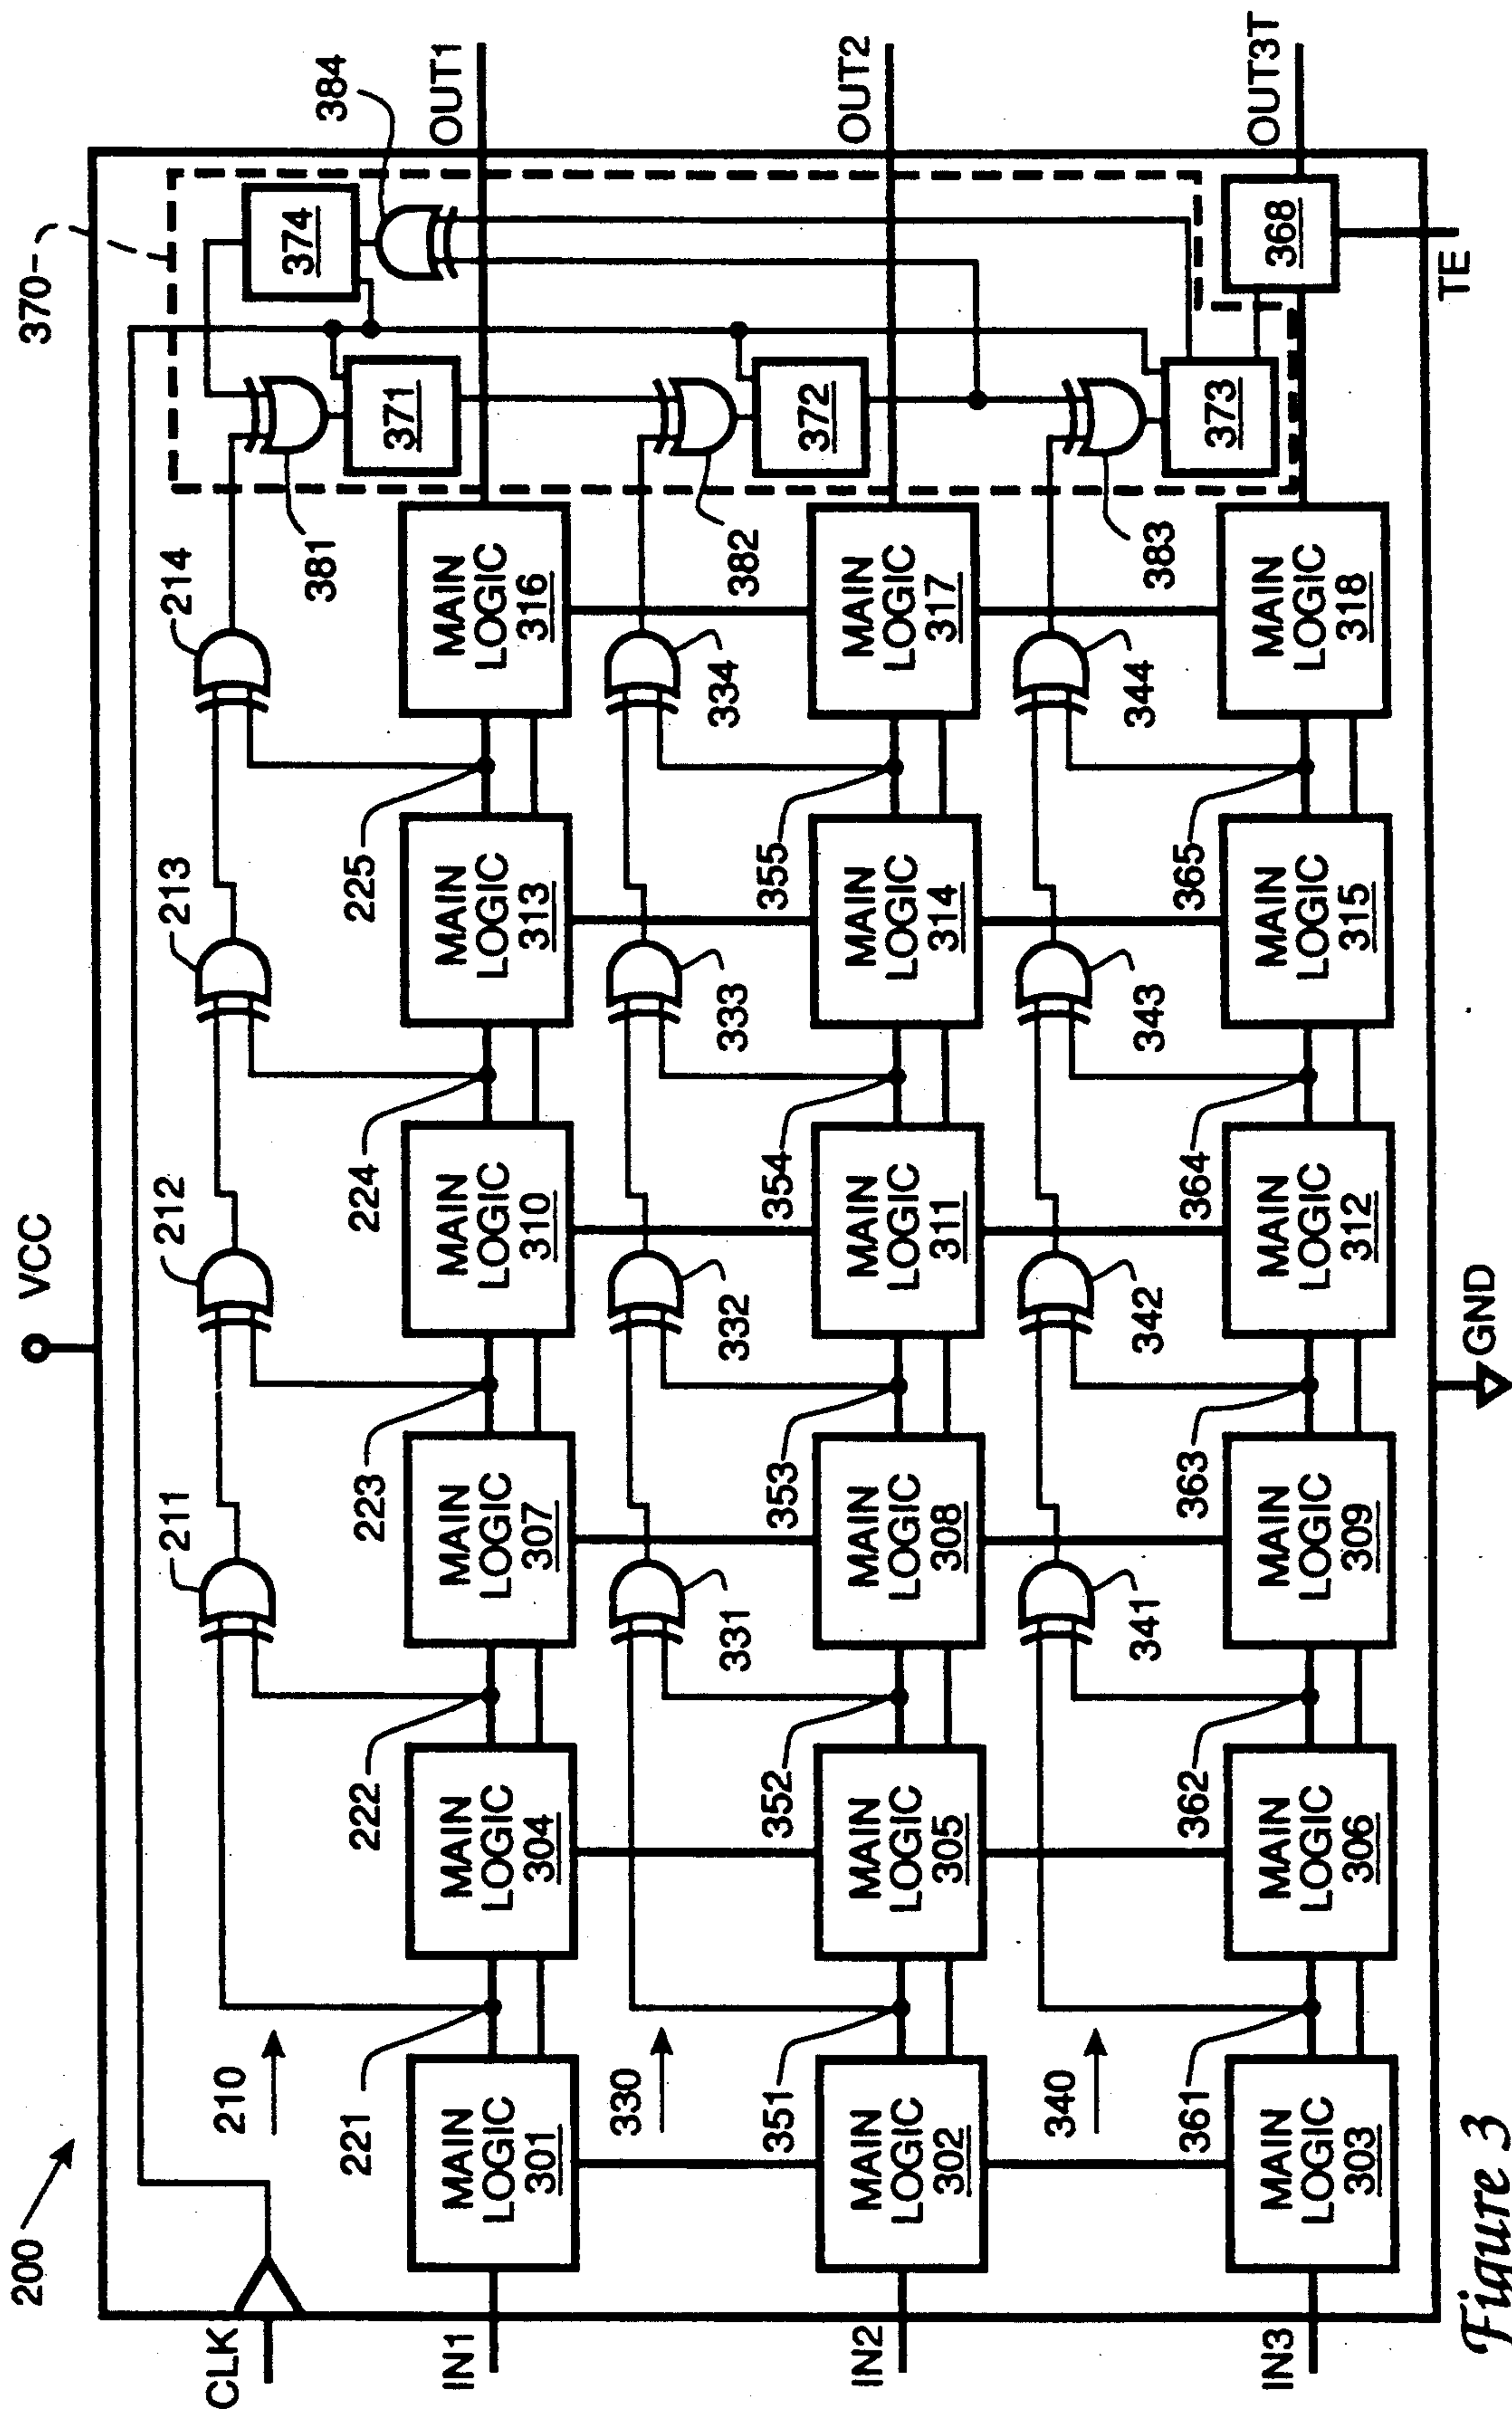 200
VCC
370
CLK
210
211
212
213
214
381
374
384
221
222
223
224
225
371
IN1
MAIN LOGIC 301
MAIN LOGIC 304
MAIN LOGIC 307
MAIN LOGIC 310
MAIN LOGIC 313
MAIN LOGIC 316
OUT1
330
331
332
333
334
382
351
352
353
354
355
372
IN2
MAIN LOGIC 302
MAIN LOGIC 305
MAIN LOGIC 308
MAIN LOGIC 311
MAIN LOGIC 314
MAIN LOGIC 317
OUT2
340
341
342
343
344
383
361
362
363
364
365
373
IN3
MAIN LOGIC 303
MAIN LOGIC 306
MAIN LOGIC 309
MAIN LOGIC 312
MAIN LOGIC 315
MAIN LOGIC 318
368
OUT3T
GND
TE
Figure 3